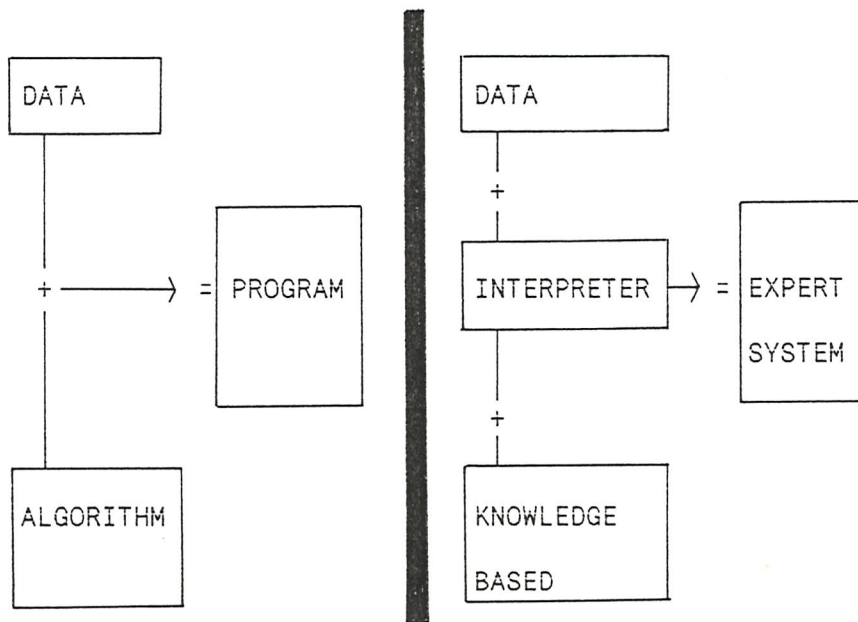 DATA
+
= PROGRAM
ALGORITHM
DATA
+
INTERPRETER
= EXPERT
SYSTEM
+
KNOWLEDGE
BASED